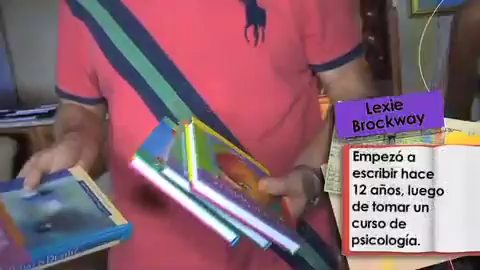 Lexie
Brockway
Empezó a
escribir hace
12 años, luego
de tomar un
curso de
psicología.